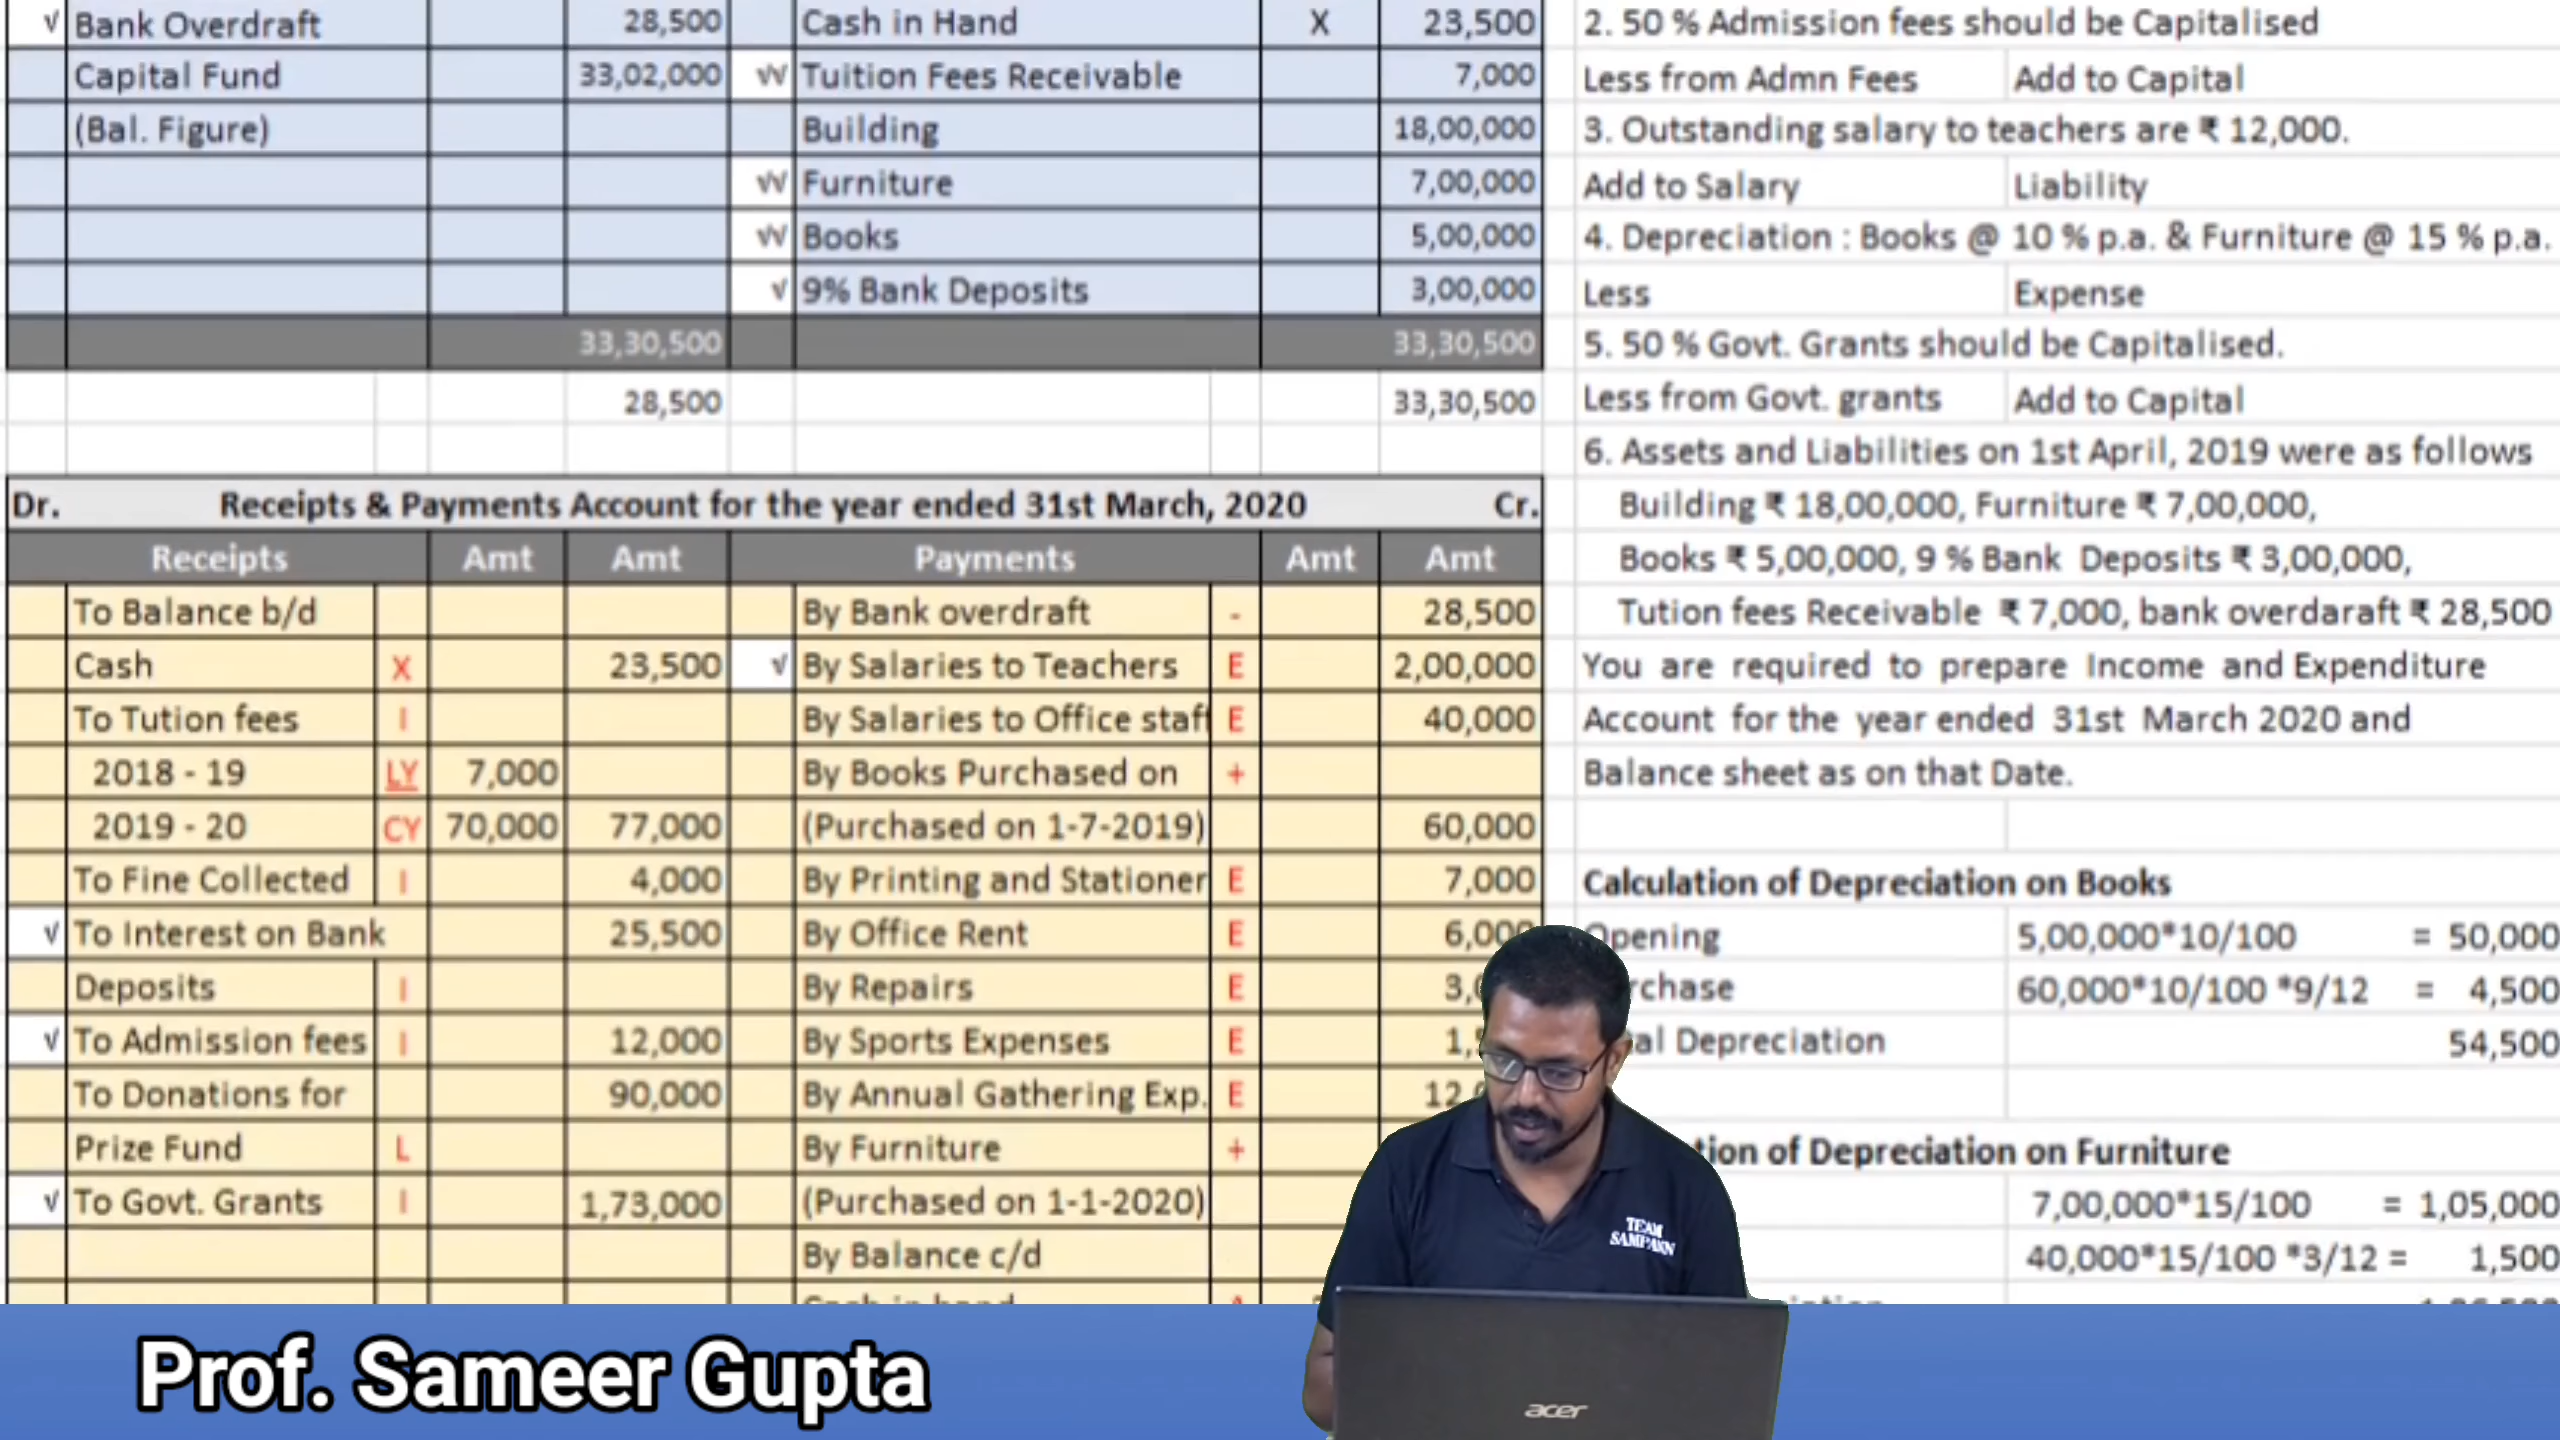 √ Bank Overdraft 28,500 Cash in Hand X 23,500
Capital Fund 33,02,000 √√ Tuition Fees Receivable 7,000
(Bal. Figure) Building 18,00,000
√√ Furniture 7,00,000
√√ Books 5,00,000
√ 9% Bank Deposits 3,00,000
33,30,500 33,30,500
28,500 33,30,500
Dr. Receipts & Payments Account for the year ended 31st March, 2020 Cr.
Receipts Amt Amt Payments Amt Amt
To Balance b/d By Bank overdraft - 28,500
Cash X 23,500 √ By Salaries to Teachers E 2,00,000
To Tution fees I By Salaries to Office staff E 40,000
2018 - 19 LY 7,000 By Books Purchased on +
2019 - 20 CY 70,000 77,000 (Purchased on 1-7-2019) 60,000
To Fine Collected I 4,000 By Printing and Stationer E 7,000
√ To Interest on Bank 25,500 By Office Rent E 6,000
Deposits I By Repairs E 3,
√ To Admission fees I 12,000 By Sports Expenses E 1,
To Donations for 90,000 By Annual Gathering Exp. E 12,
Prize Fund L By Furniture +
√ To Govt. Grants I 1,73,000 (Purchased on 1-1-2020)
By Balance c/d
2. 50 % Admission fees should be Capitalised
Less from Admn Fees Add to Capital
3. Outstanding salary to teachers are ₹ 12,000.
Add to Salary Liability
4. Depreciation : Books @ 10 % p.a. & Furniture @ 15 % p.a.
Less Expense
5. 50 % Govt. Grants should be Capitalised.
Less from Govt. grants Add to Capital
6. Assets and Liabilities on 1st April, 2019 were as follows
Building ₹ 18,00,000, Furniture ₹ 7,00,000,
Books ₹ 5,00,000, 9 % Bank Deposits ₹ 3,00,000,
Tution fees Receivable ₹ 7,000, bank overdaraft ₹ 28,500
You are required to prepare Income and Expenditure
Account for the year ended 31st March 2020 and
Balance sheet as on that Date.
Calculation of Depreciation on Books
Opening 5,00,000*10/100 = 50,000
rchase 60,000*10/100 *9/12 = 4,500
al Depreciation 54,500
tion of Depreciation on Furniture
7,00,000*15/100 = 1,05,000
40,000*15/100 *3/12 = 1,500
TEAM
Prof. Sameer Gupta
acer